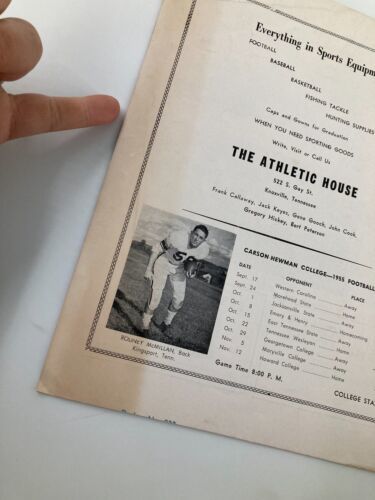 Everything in Sports Equipm
FOOTBALL
BASEBALL
BASKETBALL
FISHING TACKLE
HUNTING SUPPLIES
Caps and Gowns for Graduation
WHEN YOU NEED SPORTING GOODS
Write, Visit or Call Us
THE ATHLETIC HOUSE
522 S. Gay St.
Knoxville, Tennessee
Frank Callaway, Jack Keyes, Gene Gooch, John Cook,
Gregory Hickey, Bert Peterson
CARSON-NEWMAN COLLEGE—1955 FOOTBALL
DATE OPPONENT PLACE
Sept. 17 Western Carolina Away
Sept. 24 Morehead State Home
Oct. 1 Jacksonville State Away
Oct. 8 Emory & Henry Homecoming
Oct. 15 East Tennessee State Away
Oct. 22 Tennessee Wesleyan Home
Oct. 29 Georgetown College Away
Nov. 5 Maryville College Home
Nov. 12 Howard College Away
Game Time 8:00 P. M.
COLLEGE STA
5
RODNEY McMILLAN, Back
Kingsport, Tenn.